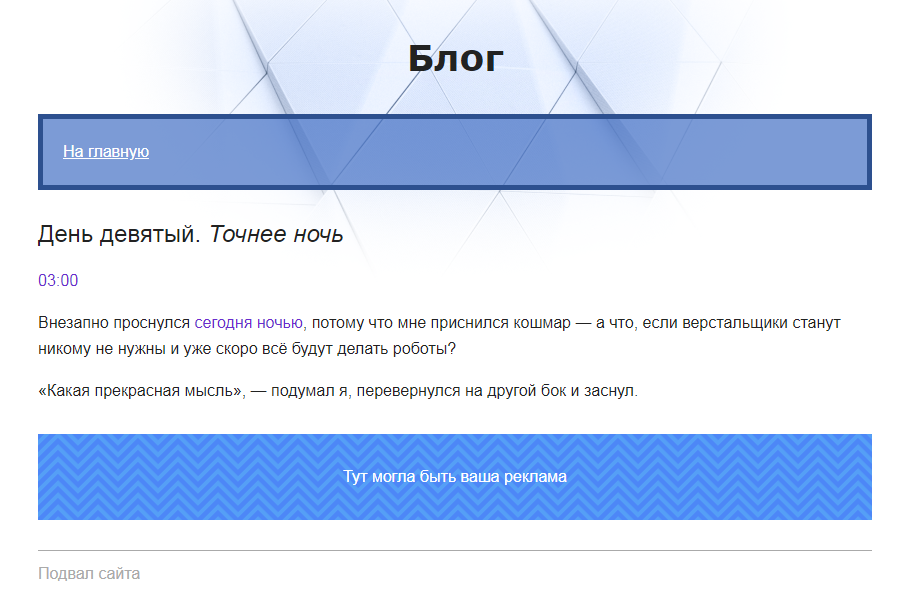 Блог
На главную
День девятый. Точнее ночь
03:00
Внезапно проснулся сегодня ночью, потому что мне приснился кошмар — а что, если верстальщики станут
никому не нужны и уже скоро всё будут делать роботы?
«Какая прекрасная мысль», — подумал я, перевернулся на другой бок и заснул.
Тут могла быть ваша реклама
Подвал сайта